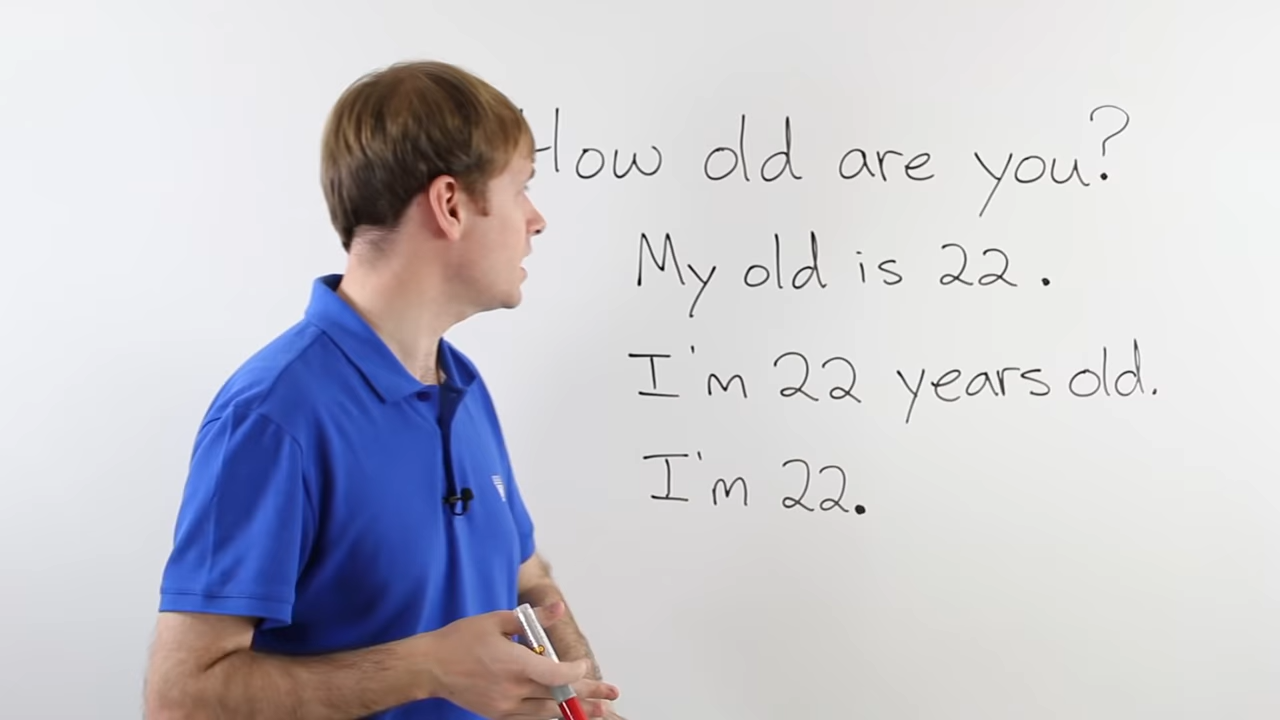 How old are you?
My old is 22.
I'm 22 years old.
I'm 22.